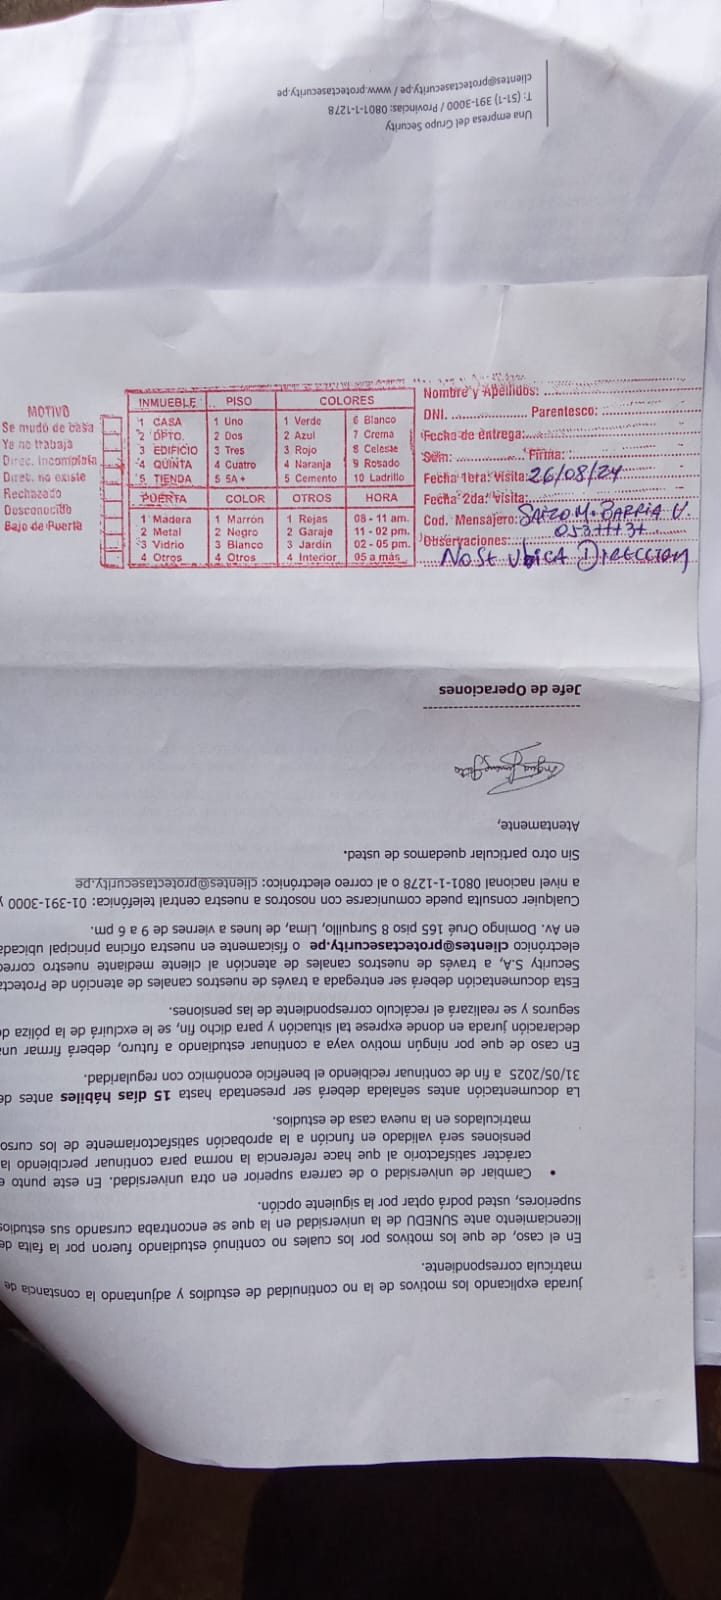 jurada explicando los motivos de la no continuidad de estudios y adjuntando la constancia de
matrícula correspondiente.
En el caso, de que los motivos por los cuales no continuó estudiando fueron por la falta de
licenciamiento ante SUNEDU de la universidad en la que se encontraba cursando sus estudios
superiores, usted podrá optar por la siguiente opción.
• Cambiar de universidad o de carrera superior en otra universidad. En este punto e
carácter satisfactorio al que hace referencia la norma para continuar percibiendo la
pensiones será validado en función a la aprobación satisfactoriamente de los curso
matriculados en la nueva casa de estudios.
La documentación antes señalada deberá ser presentada hasta 15 días hábiles antes de
31/05/2025 a fin de continuar recibiendo el beneficio económico con regularidad.
En caso de que por ningún motivo vaya a continuar estudiando a futuro, deberá firmar una
declaración jurada en donde exprese tal situación y para dicho fin, se le excluirá de la póliza de
seguros y se realizará el recálculo correspondiente de las pensiones.
Esta documentación deberá ser entregada a través de nuestros canales de atención de Protecta
Security S.A, a través de nuestros canales de atención al cliente mediante nuestro correo
electrónico clientes@protectasecurity.pe o físicamente en nuestra oficina principal ubicada
en Av. Domingo Orué 165 piso 8 Surquillo, Lima, de lunes a viernes de 9 a 6 pm.
Cualquier consulta puede comunicarse con nosotros a nuestra central telefónica: 01-391-3000 y
a nivel nacional 0801-1-1278 o al correo electrónico: clientes@protectasecurity.pe
Sin otro particular quedamos de usted.
Atentamente,
Jefe de Operaciones
MOTIVO
Se mudó de casa
Ya no trabaja
Direc. Incompleta
Direc. no existe
Rechazado
Desconocido
Bajo de Puerta
INMUEBLE PISO COLORES
1 CASA 1 Uno 1 Verde 6 Blanco
2 DPTO. 2 Dos 2 Azul 7 Crema
3 EDIFICIO 3 Tres 3 Rojo 8 Celeste
4 QUINTA 4 Cuatro 4 Naranja 9 Rosado
5 TIENDA 5 5A + 5 Cemento 10 Ladrillo
PUERTA COLOR OTROS HORA
1 Madera 1 Marrón 1 Rejas 08 - 11 am.
2 Metal 2 Negro 2 Garaje 11 - 02 pm.
3 Vidrio 3 Blanco 3 Jardín 02 - 05 pm.
4 Otros 4 Otros 4 Interior 05 a más
Nombre y Apellidos:
DNI. Parentesco:
Fecha de entrega:
Sum: Firma:
Fecha 1era: Visita: 26/08/24
Fecha 2da: Visita:
Cod. Mensajero: M. BARRIA V.
Observaciones:
NO SE UBICA DIRECCION
Una empresa del Grupo Security
T: (51-1) 391-3000 / Provincias: 0801-1-1278
clientes@protectasecurity.pe / www.protectasecurity.pe